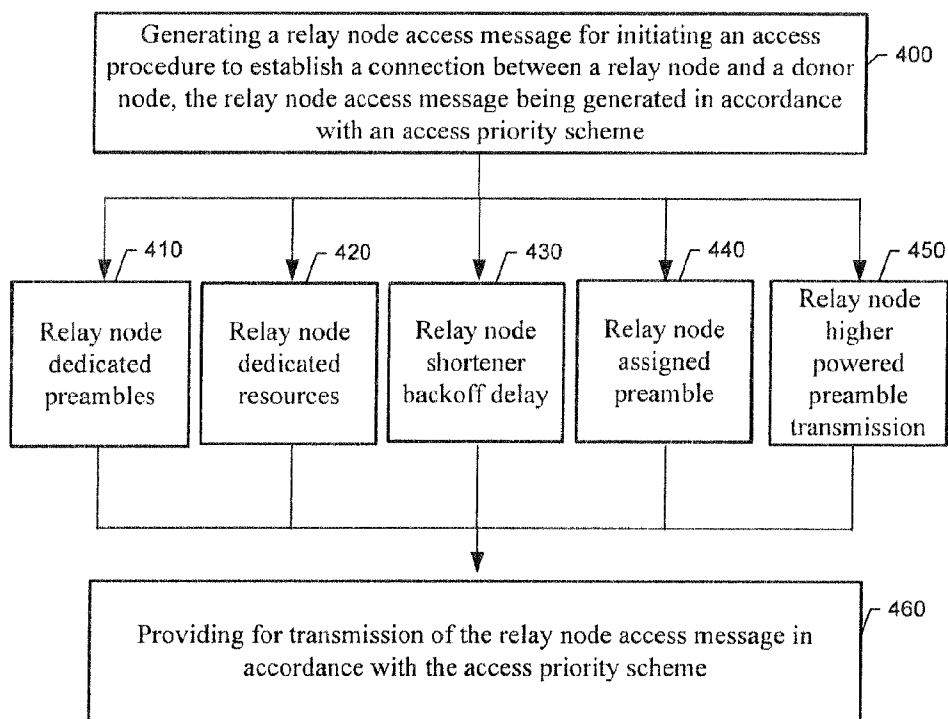 Generating a relay node access message for initiating an access
procedure to establish a connection between a relay node and a donor
node, the relay node access message being generated in accordance
with an access priority scheme
400
410
Relay node
dedicated
preambles
420
Relay node
dedicated
resources
430
Relay node
shortener
backoff delay
440
Relay node
assigned
preamble
450
Relay node
higher
powered
preamble
transmission
460
Providing for transmission of the relay node access message in
accordance with the access priority scheme